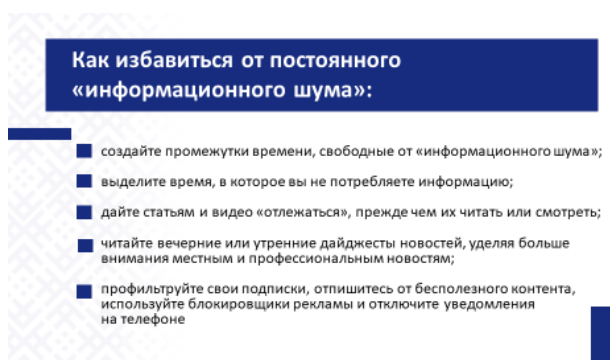 Как избавиться от постоянного
«информационного шума»:
создайте промежутки времени, свободные от «информационного шума»;
выделите время, в которое вы не потребляете информацию;
дайте статьям и видео «отлежаться», прежде чем их читать или смотреть;
читайте вечерние или утренние дайджесты новостей, уделяя больше
внимания местным и профессиональным новостям;
профильтруйте свои подписки, отпишитесь от бесполезного контента,
используйте блокировщики рекламы и отключите уведомления
на телефоне